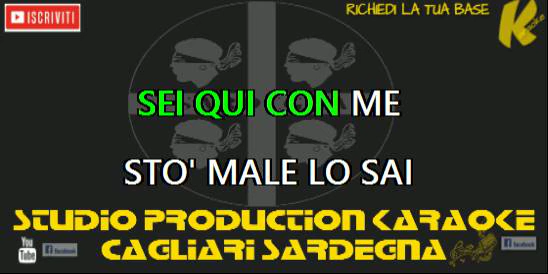 ISCRIVITI
RICHIEDI LA TUA BASE
Karaoke
SEI QUI CON ME
STO' MALE LO SAI
STUDIO PRODUCTION KARAOKE
CAGLIARI SARDEGNA
You Tube
facebook
facebook